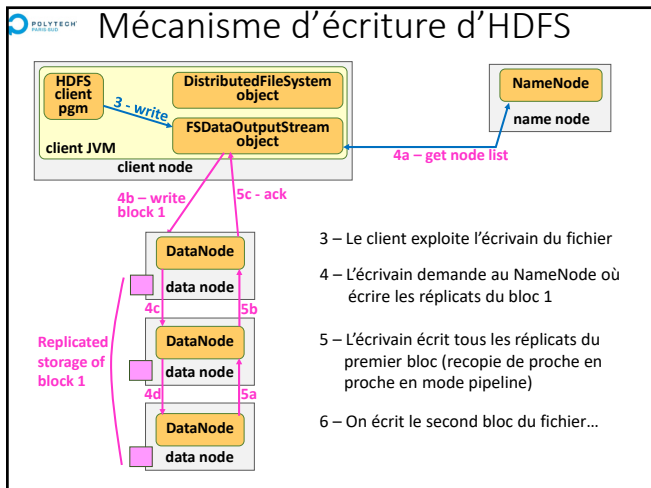 POLYTECH
PARIS-SUD
Mécanisme d'écriture d'HDFS
HDFS
client
pgm
DistributedFileSystem
object
3 - write
FSDataOutputStream
object
client JVM
client node
NameNode
name node
4a – get node list
4b – write
block 1
5c - ack
DataNode
data node
4c
5b
DataNode
data node
4d
5a
DataNode
data node
Replicated
storage of
block 1
3 – Le client exploite l'écrivain du fichier
4 – L'écrivain demande au NameNode où
écrire les réplicats du bloc 1
5 – L'écrivain écrit tous les réplicats du
premier bloc (recopie de proche en
proche en mode pipeline)
6 – On écrit le second bloc du fichier…